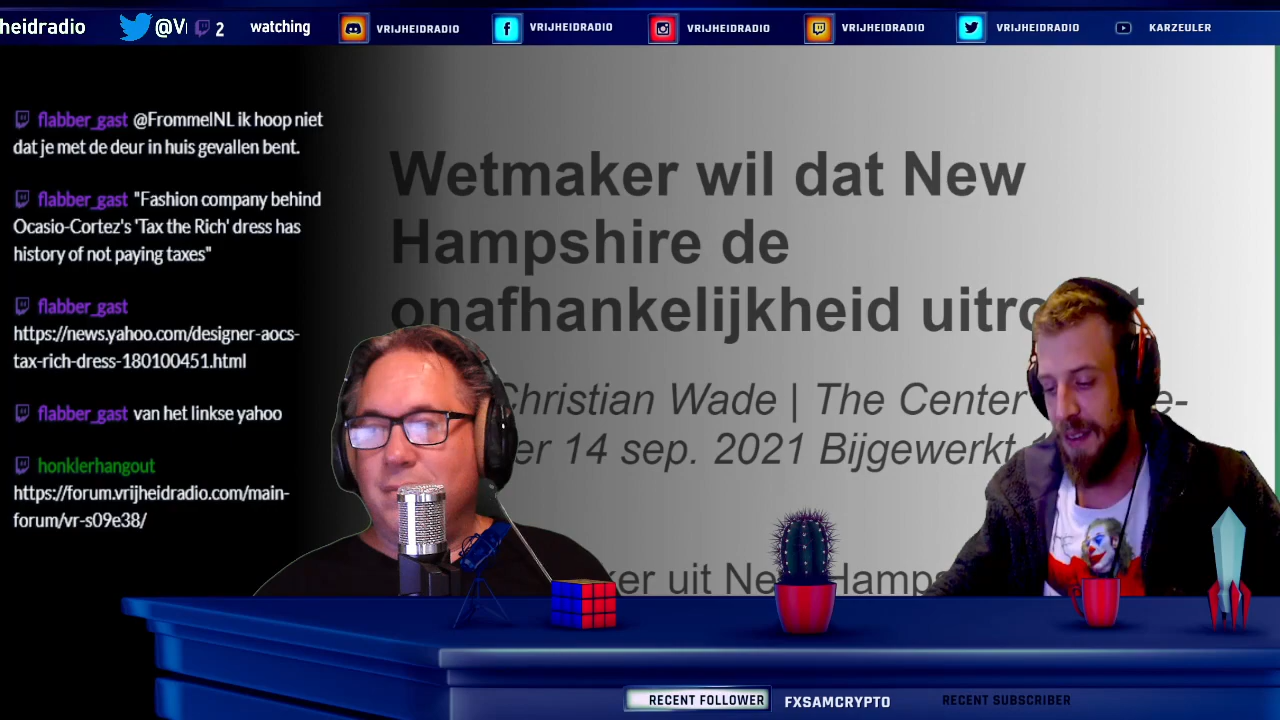 heidradio
@Vi
2
watching
VRIJHEIDRADIO
VRIJHEIDRADIO
VRIJHEIDRADIO
VRIJHEIDRADIO
VRIJHEIDRADIO
KARZEULER
flabber_gast @FrommelNL ik hoop niet
dat je met de deur in huis gevallen bent.
flabber_gast "Fashion company behind
Ocasio-Cortez's 'Tax the Rich' dress has
history of not paying taxes"
flabber_gast
https://news.yahoo.com/designer-aocs-
tax-rich-dress-180100451.html
flabber_gast van het linkse yahoo
honklerhangout
https://forum.vrijheidradio.com/main-
forum/vr-s09e38/
Wetmaker wil dat New
Hampshire de
onafhankelijkheid
Christian Wade | The Center
14 sep. 2021 Bijgewerkt
uit
RECENT FOLLOWER
FXSAMCRYPTO
RECENT SUBSCRIBER